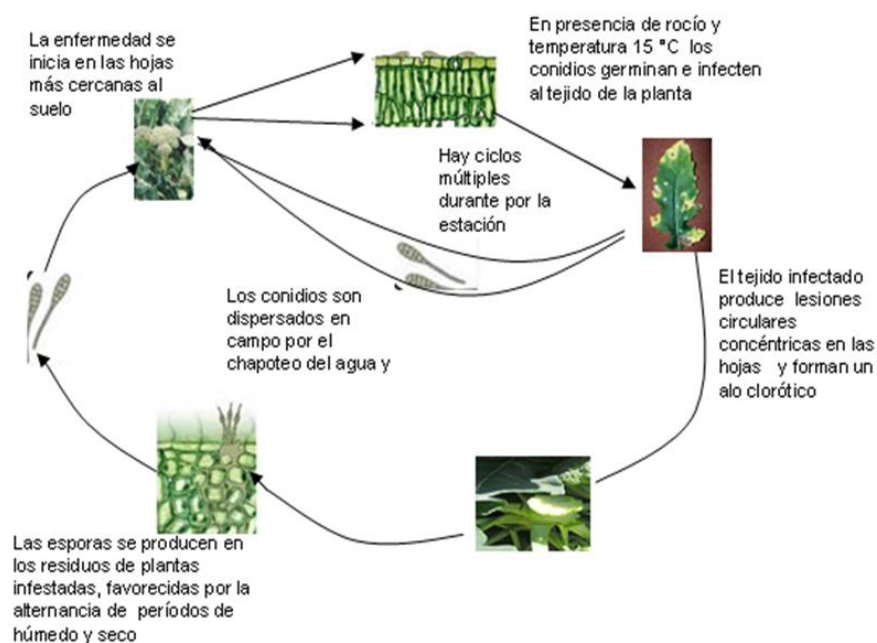 La enfermedad se
inicia en las hojas
más cercanas al
suelo
En presencia de rocío y
temperatura 15 °C los
conidios germinan e infecten
al tejido de la planta
Hay ciclos
múltiples
durante por la
estación
El tejido infectado
produce lesiones
circulares
concéntricas en las
hojas y forman un
alo clorótico
Los conidios son
dispersados en
campo por el
chapoteo del agua y
Las esporas se producen en
los residuos de plantas
infestadas, favorecidas por la
alternancia de períodos de
húmedo y seco